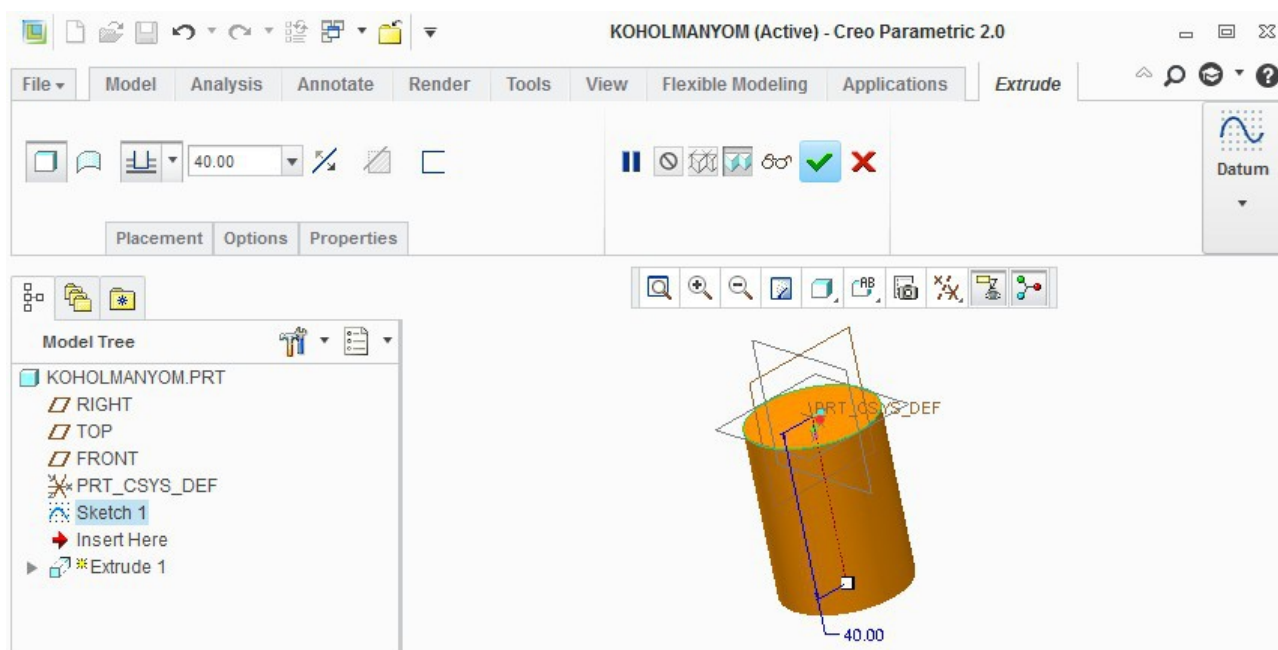 KOHOLMANYOM (Active) - Creo Parametric 2.0
File Model Analysis Annotate Render Tools View Flexible Modeling Applications Extrude
40.00
Datum
Placement Options Properties
AB
Model Tree
KOHOLMANYOM.PRT
RIGHT
TOP
FRONT
PRT_CSYS_DEF
Sketch 1
Insert Here
Extrude 1
PRT_CSYS_DEF
40.00